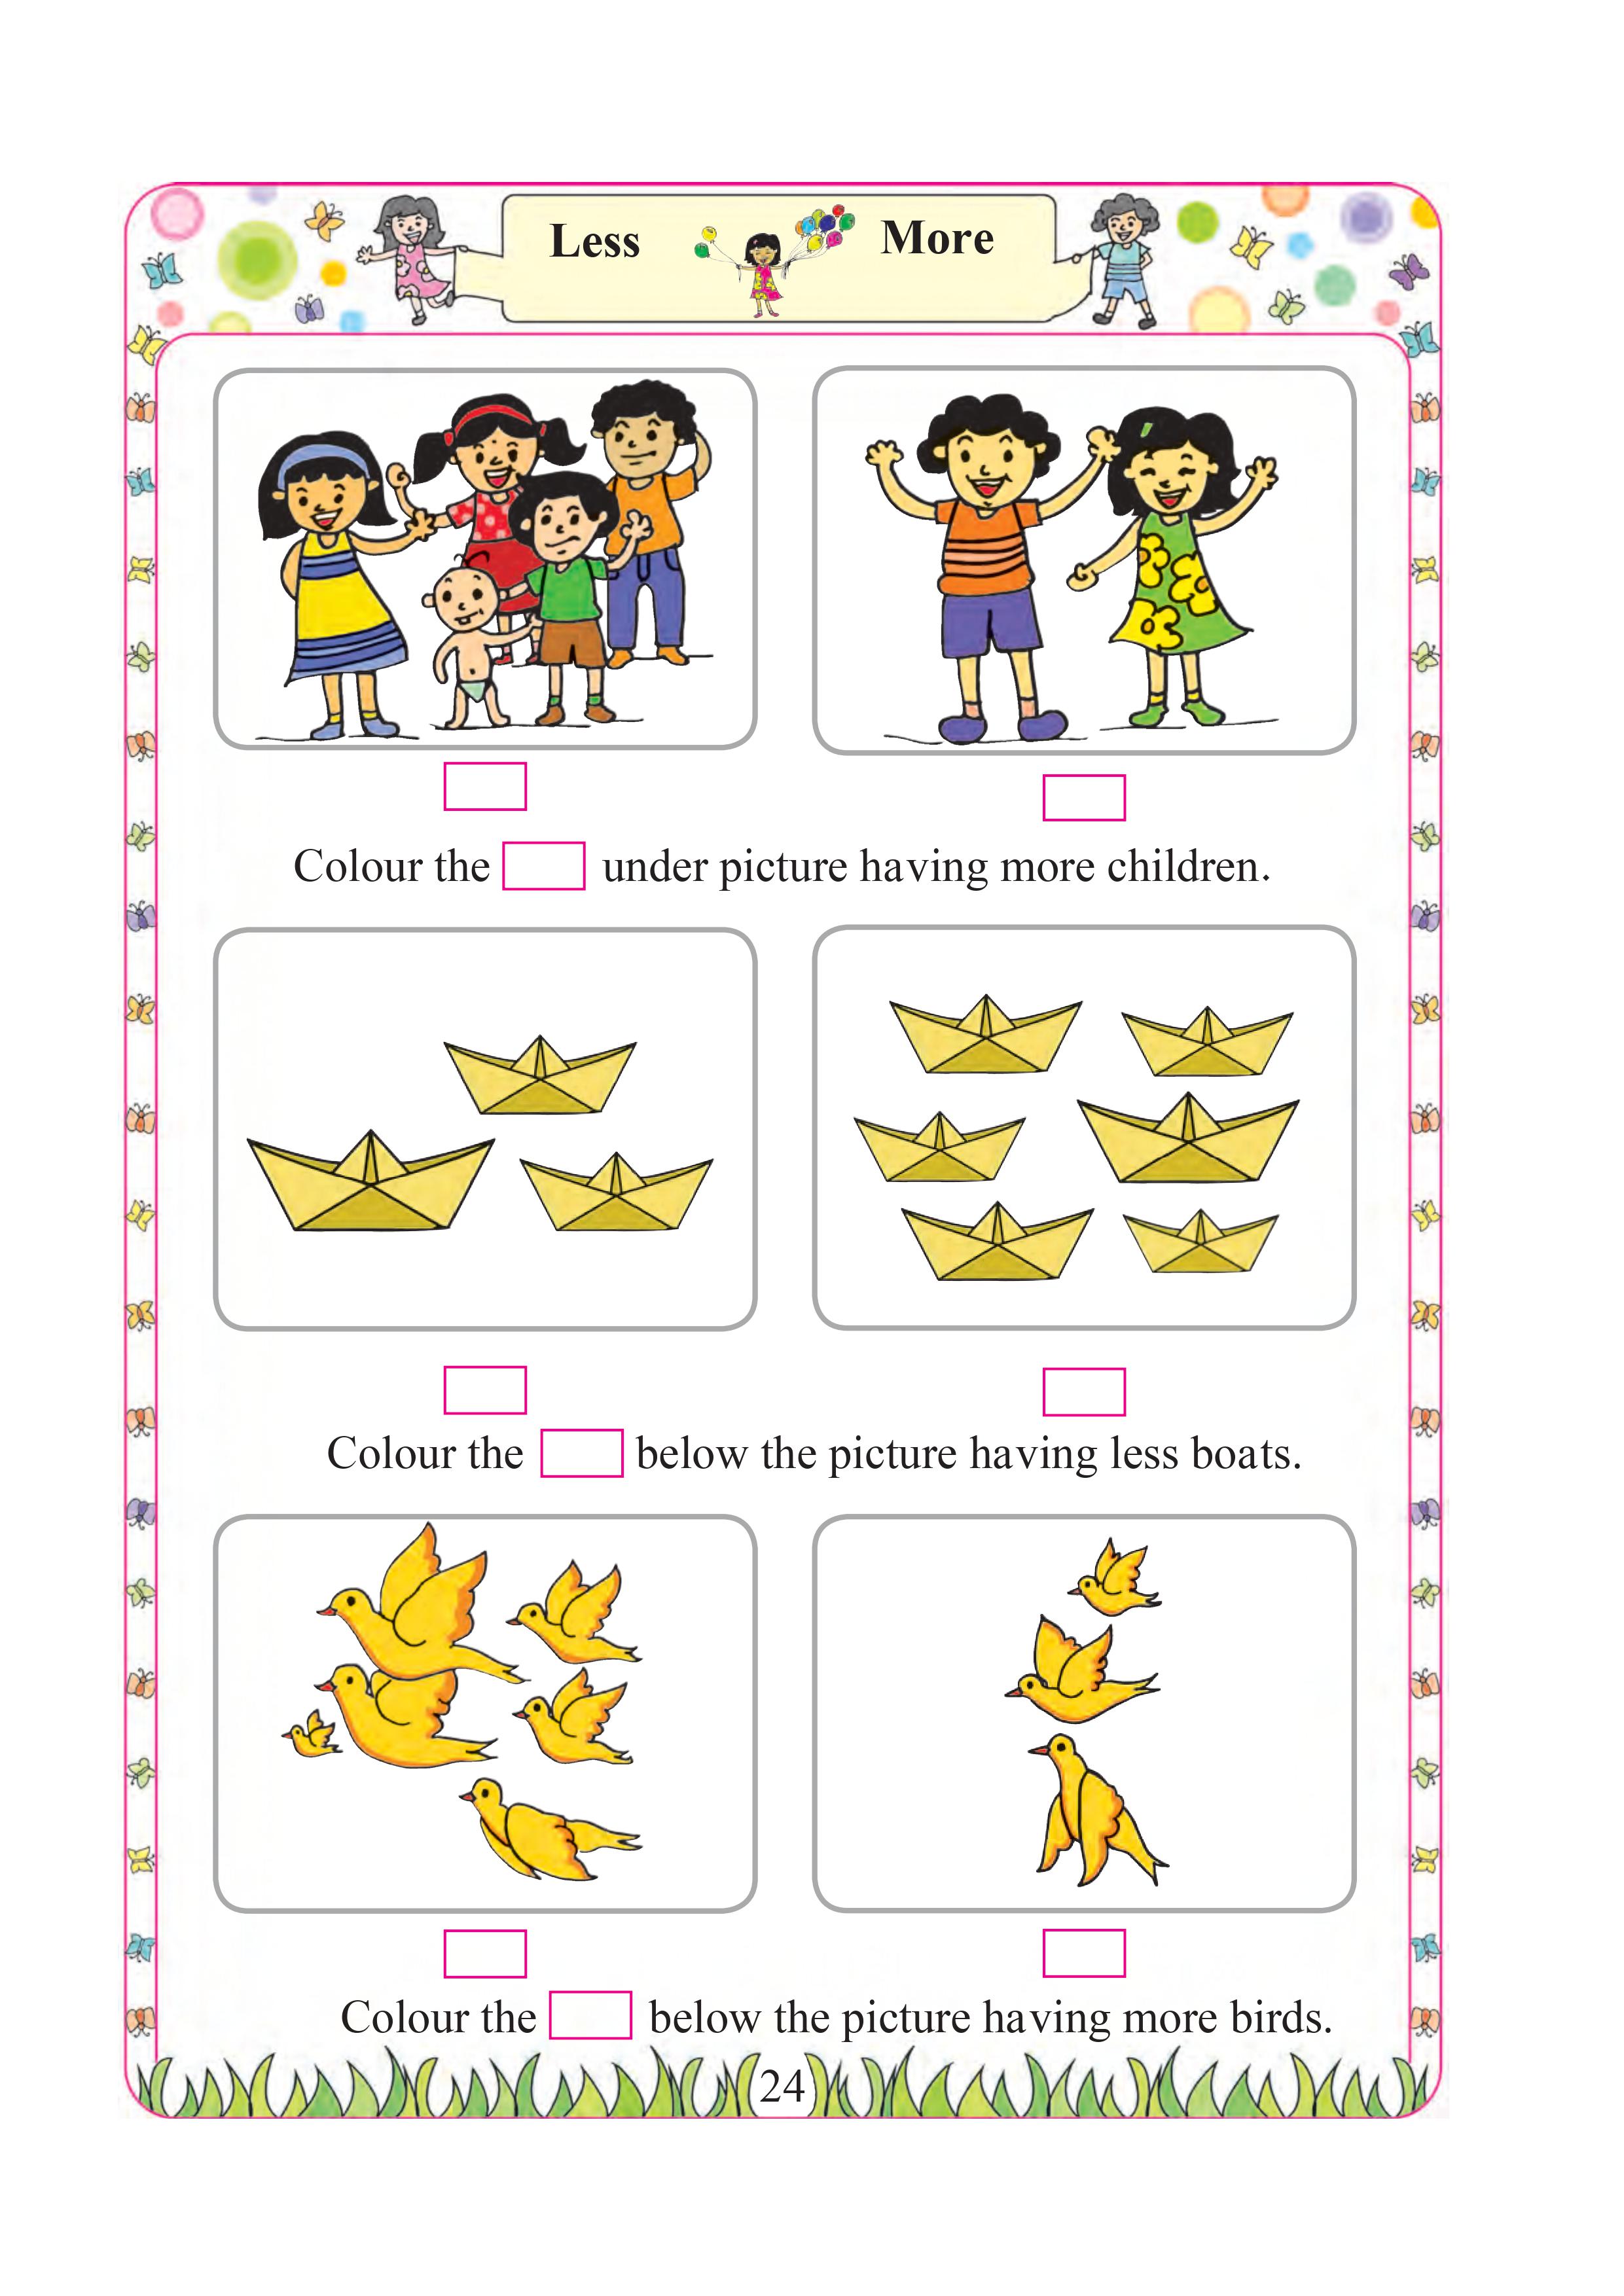 Less More
Colour the under picture having more children.
Colour the below the picture having less boats.
Colour the below the picture having more birds.
24